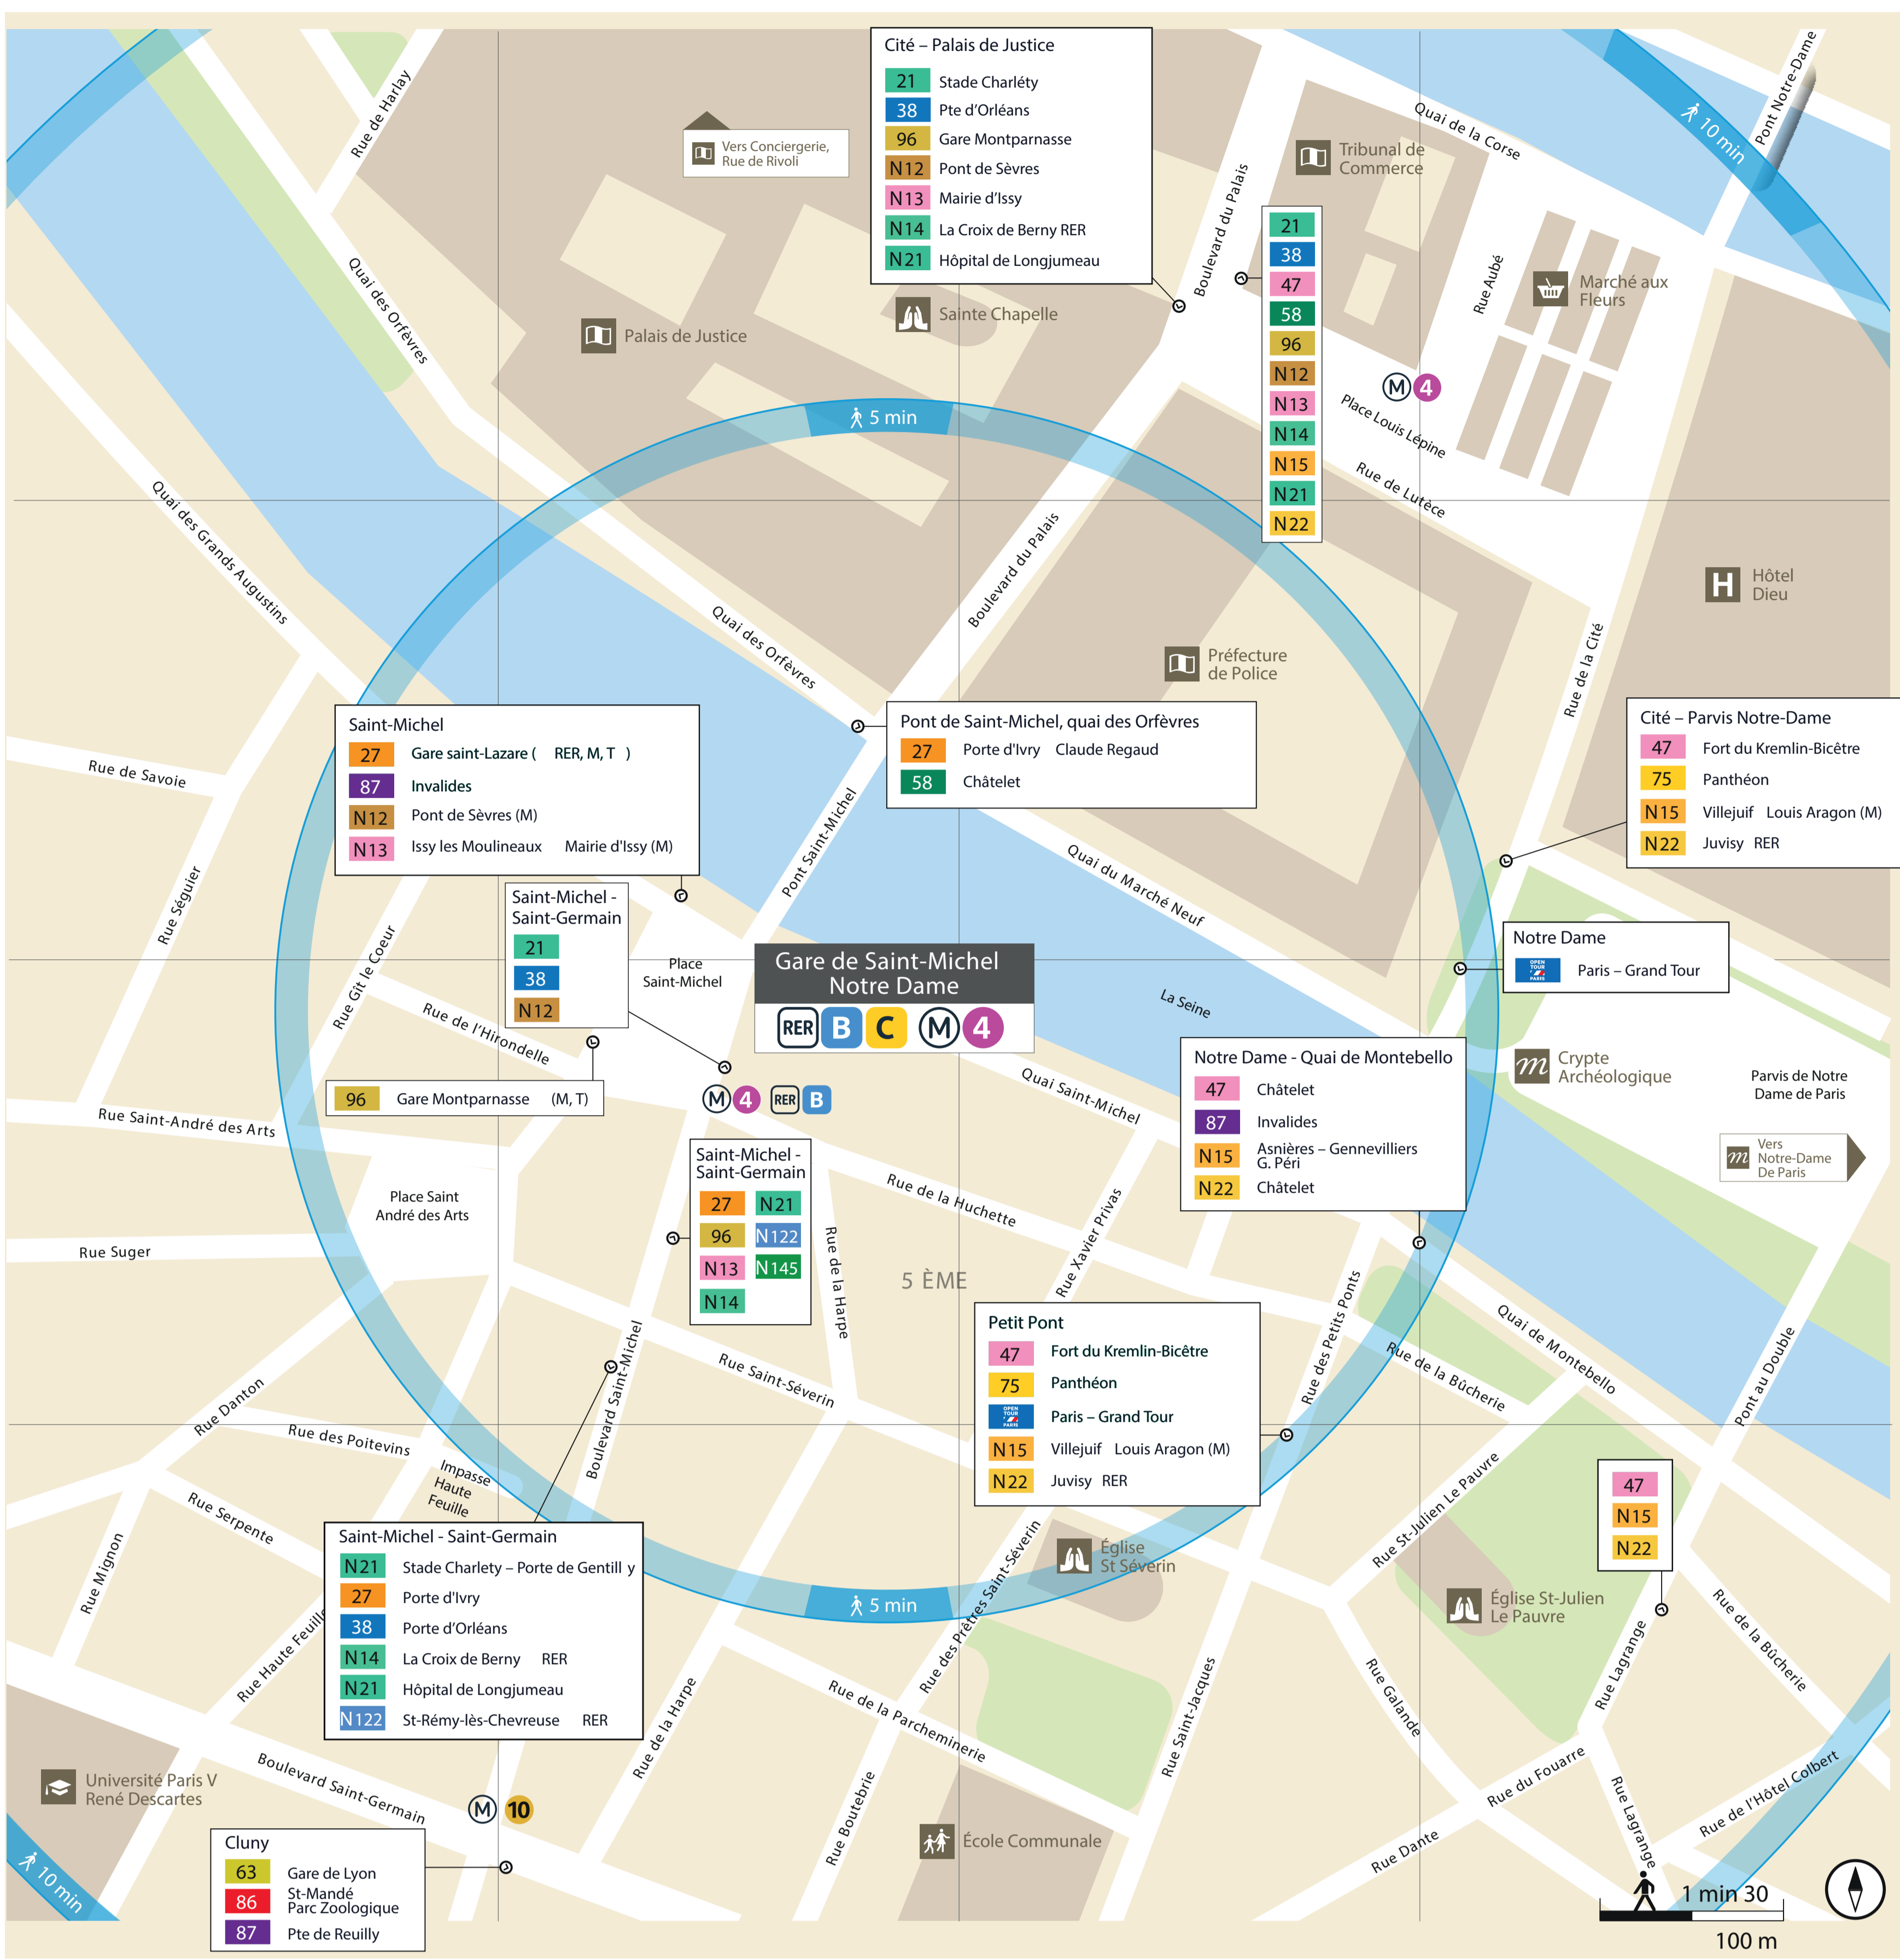 Cité – Palais de Justice
21 Stade Charléty
38 Pte d'Orléans
96 Gare Montparnasse
N12 Pont de Sèvres
N13 Mairie d'Issy
N14 La Croix de Berny RER
N21 Hôpital de Longjumeau
Rue de Harlay
Vers Conciergerie,
Rue de Rivoli
Boulevard du Palais
Tribunal de
Commerce
Quai de la Corse
10 min
Pont Notre-Dame
21
38
47
58
96
N12
N13
N14
N15
N21
N22
Rue Aubé
Marché aux
Fleurs
Quai des Orfèvres
Palais de Justice
Sainte Chapelle
M 4
Place Louis Lépine
Rue de Lutèce
5 min
Quai des Grands Augustins
Boulevard du Palais
Quai des Orfèvres
Préfecture
de Police
Hôtel
Dieu
H
Rue de la Cité
Saint-Michel
27 Gare saint-Lazare ( RER, M, T )
87 Invalides
N12 Pont de Sèvres (M)
N13 Issy les Moulineaux Mairie d'Issy (M)
Pont de Saint-Michel, quai des Orfèvres
27 Porte d'Ivry Claude Regaud
58 Châtelet
Cité – Parvis Notre-Dame
47 Fort du Kremlin-Bicêtre
75 Panthéon
N15 Villejuif Louis Aragon (M)
N22 Juvisy RER
Rue de Savoie
Rue Séguier
Rue Gît le Coeur
Pont Saint-Michel
Quai du Marché Neuf
Saint-Michel -
Saint-Germain
21
38
N12
Place
Saint-Michel
Gare de Saint-Michel
Notre Dame
RER B C M 4
La Seine
Notre Dame
OPEN TOUR PARIS Paris – Grand Tour
Rue de l'Hirondelle
96 Gare Montparnasse (M, T)
M 4 RER B
Quai Saint-Michel
Notre Dame - Quai de Montebello
47 Châtelet
87 Invalides
N15 Asnières – Gennevilliers
G. Péri
N22 Châtelet
m Crypte
Archéologique
Parvis de Notre
Dame de Paris
m Vers
Notre-Dame
De Paris
Rue Saint-André des Arts
Place Saint
André des Arts
Rue Suger
Saint-Michel -
Saint-Germain
27 N21
96 N122
N13 N145
N14
Rue de la Harpe
Rue de la Huchette
5 ÈME
Rue Xavier Privas
Rue des Petits Ponts
Petit Pont
47 Fort du Kremlin-Bicêtre
75 Panthéon
OPEN TOUR PARIS Paris – Grand Tour
N15 Villejuif Louis Aragon (M)
N22 Juvisy RER
Quai de Montebello
Rue de la Bûcherie
Pont au Double
Rue Danton
Rue des Poitevins
Impasse
Haute
Feuille
Boulevard Saint-Michel
Rue Saint-Séverin
Rue Serpente
Rue Mignon
Rue Haute Feuille
Saint-Michel - Saint-Germain
N21 Stade Charlety – Porte de Gentill y
27 Porte d'Ivry
38 Porte d'Orléans
N14 La Croix de Berny RER
N21 Hôpital de Longjumeau
N122 St-Rémy-lès-Chevreuse RER
5 min
Rue des Prêtres Saint-Séverin
Église
St Séverin
Rue St-Julien Le Pauvre
47
N15
N22
Église St-Julien
Le Pauvre
Rue Lagrange
Rue de la Bûcherie
Rue Galande
Rue de la Harpe
Rue de la Parcheminerie
Rue Saint-Jacques
Rue Boutebrie
École Communale
Université Paris V
René Descartes
Boulevard Saint-Germain
M 10
10 min
Cluny
63 Gare de Lyon
86 St-Mandé
Parc Zoologique
87 Pte de Reuilly
Rue du Fouarre
Rue Dante
Rue Lagrange
Rue de l'Hôtel Colbert
1 min 30
100 m